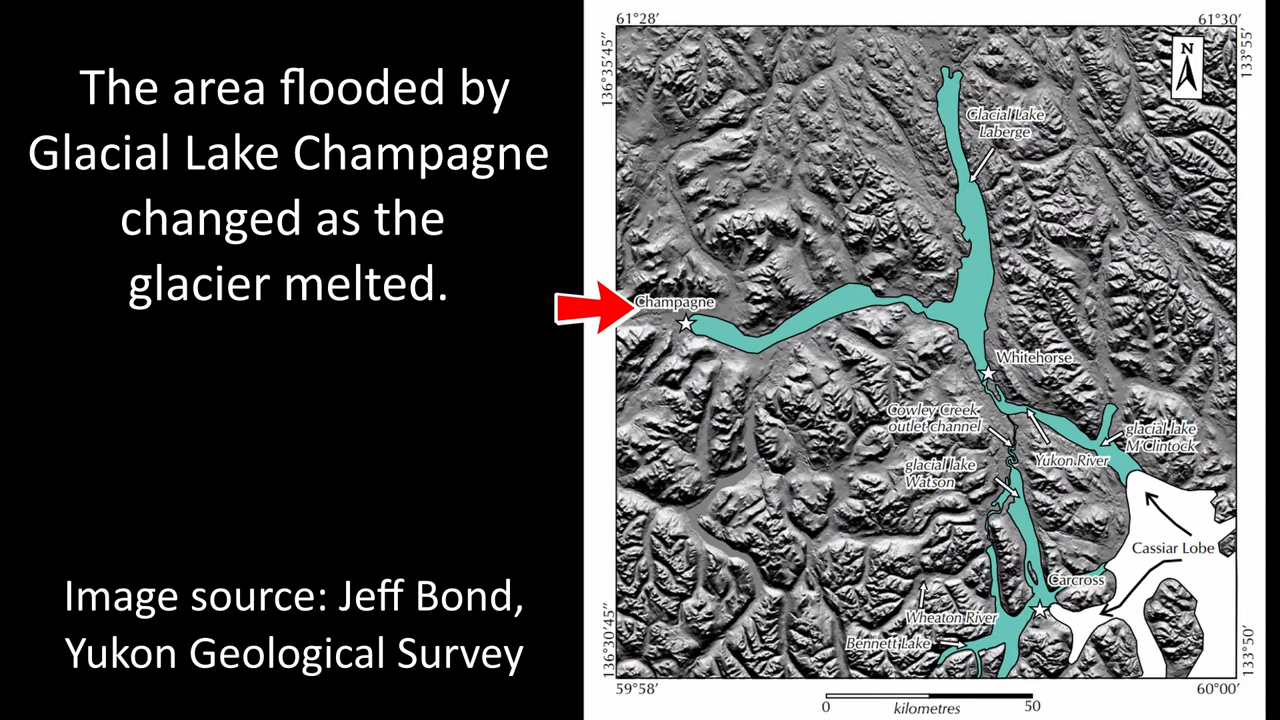 The area flooded by
Glacial Lake Champagne
changed as the
glacier melted.
Image source: Jeff Bond,
Yukon Geological Survey
61°28′
61°30′
136°35′45″
133°55′
N
Glacial Lake
Laberge
Champagne
Whitehorse
Cowley Creek
outlet channel
glacial lake
M'Clintock
Yukon River
glacial lake
Watson
Cassiar Lobe
Carcross
Wheaton River
Bennett Lake
136°30′45″
133°50′
59°58′
60°00′
0
50
kilometres